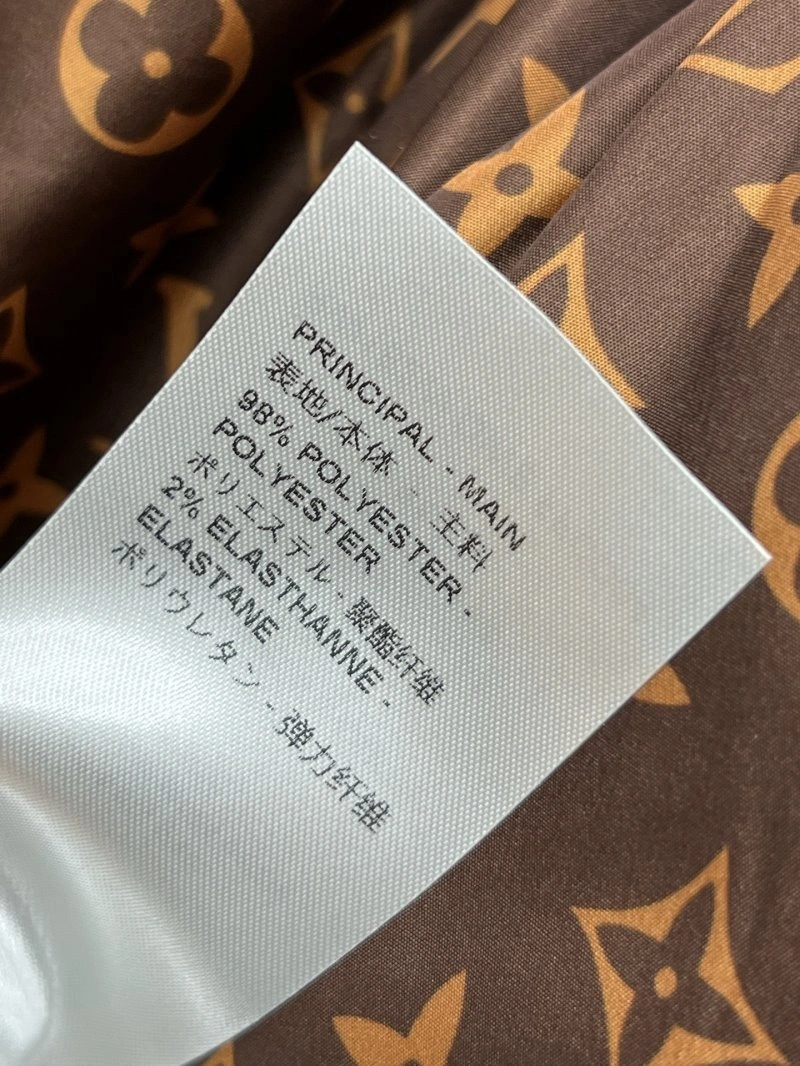 PRINCIPAL - MAIN
表地/本体 - 主料
98% POLYESTER -
POLYESTER
ポリエステル - 聚酯纤维
2% ELASTHANNE -
ELASTANE
ポリウレタン - 弹力纤维